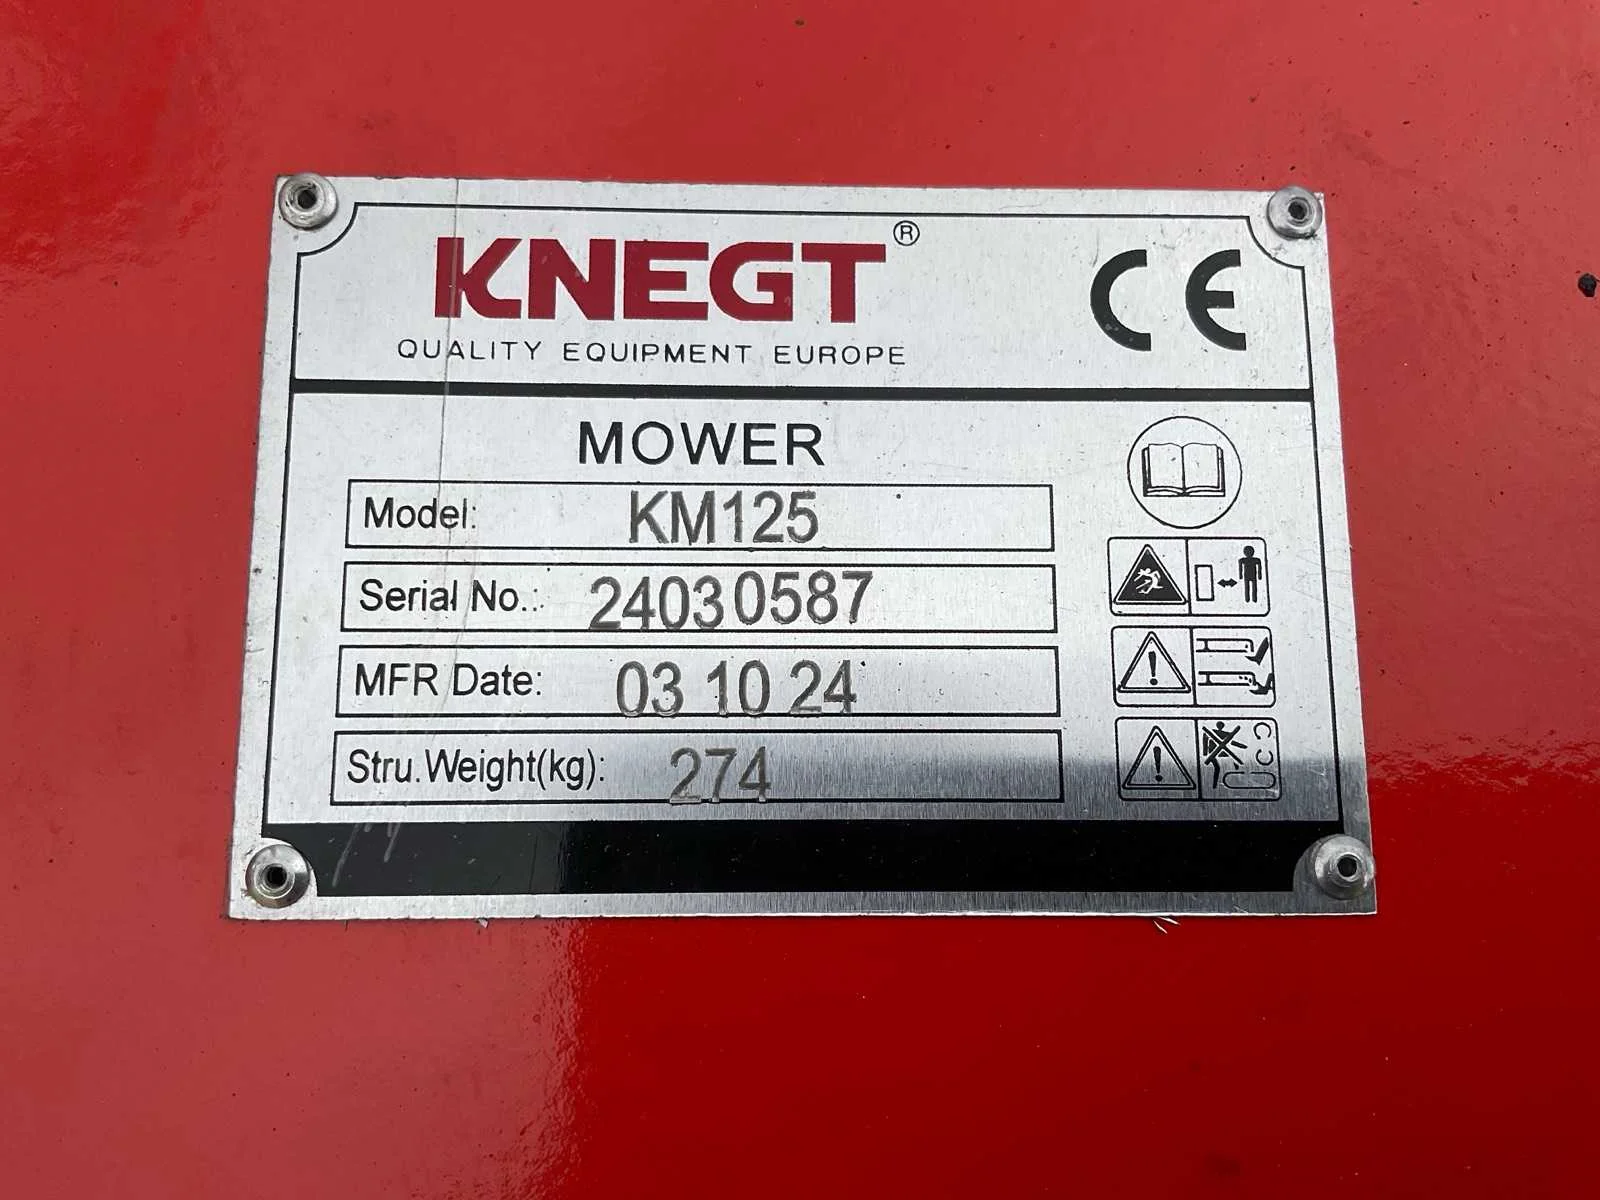 KNEGT®
CE
QUALITY EQUIPMENT EUROPE
MOWER
Model: KM125
Serial No.: 24030587
MFR Date: 03 10 24
Stru.Weight(kg): 274